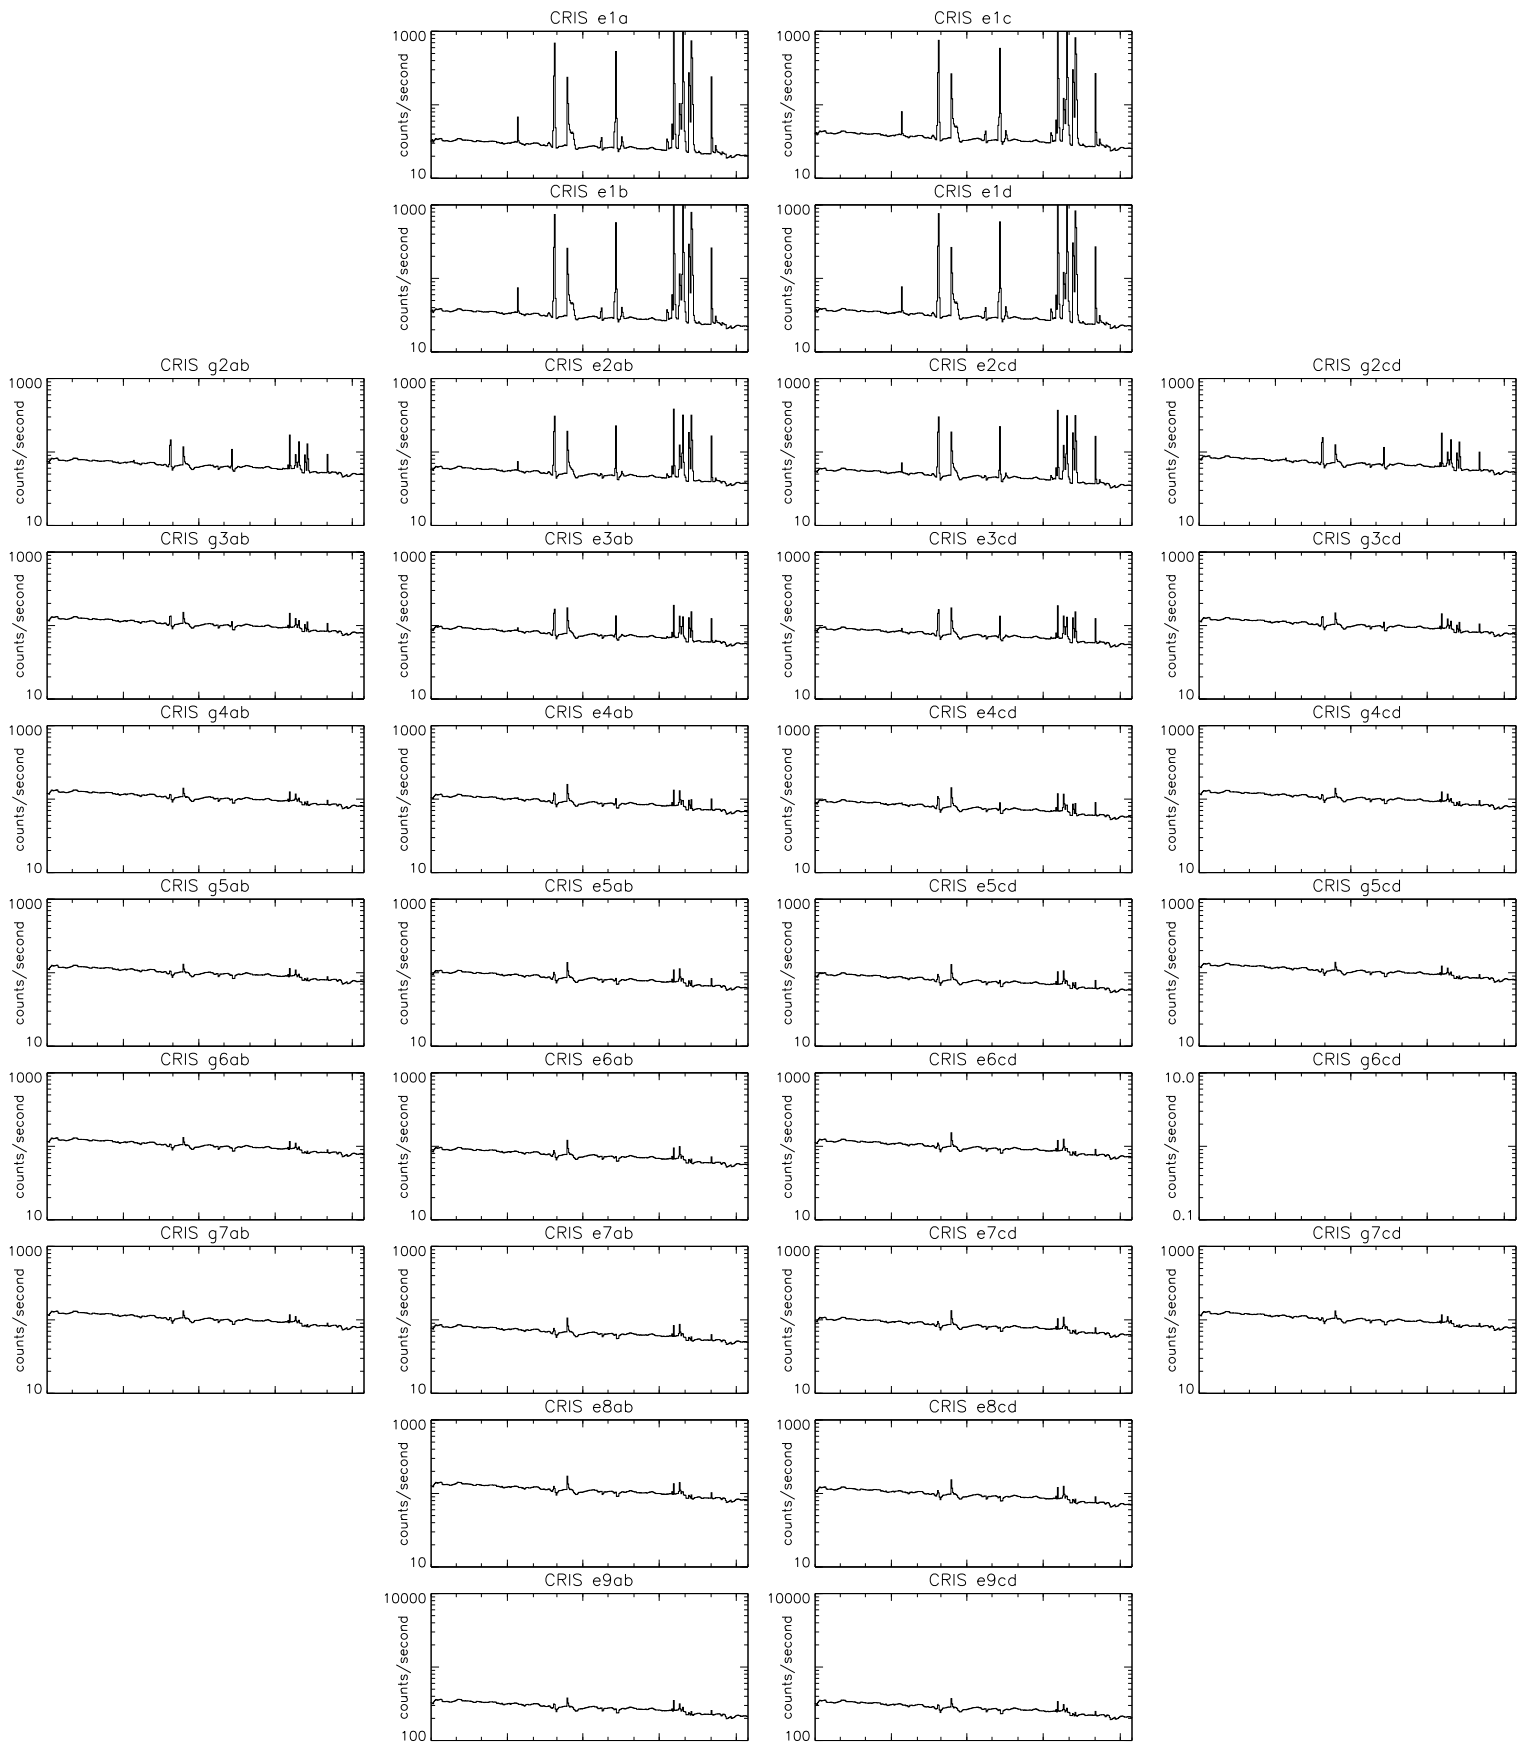 CRIS e1a
CRIS e1c
1000
counts/second
10
1000
counts/second
10
CRIS e1b
CRIS e1d
1000
counts/second
10
1000
counts/second
10
CRIS g2ab
CRIS e2ab
CRIS e2cd
CRIS g2cd
1000
counts/second
10
1000
counts/second
10
1000
counts/second
10
1000
counts/second
10
CRIS g3ab
CRIS e3ab
CRIS e3cd
CRIS g3cd
1000
counts/second
10
1000
counts/second
10
1000
counts/second
10
1000
counts/second
10
CRIS g4ab
CRIS e4ab
CRIS e4cd
CRIS g4cd
1000
counts/second
10
1000
counts/second
10
1000
counts/second
10
1000
counts/second
10
CRIS g5ab
CRIS e5ab
CRIS e5cd
CRIS g5cd
1000
counts/second
10
1000
counts/second
10
1000
counts/second
10
1000
counts/second
10
CRIS g6ab
CRIS e6ab
CRIS e6cd
CRIS g6cd
1000
counts/second
10
1000
counts/second
10
1000
counts/second
10
10.0
counts/second
0.1
CRIS g7ab
CRIS e7ab
CRIS e7cd
CRIS g7cd
1000
counts/second
10
1000
counts/second
10
1000
counts/second
10
1000
counts/second
10
CRIS e8ab
CRIS e8cd
1000
counts/second
10
1000
counts/second
10
CRIS e9ab
CRIS e9cd
10000
counts/second
100
10000
counts/second
100